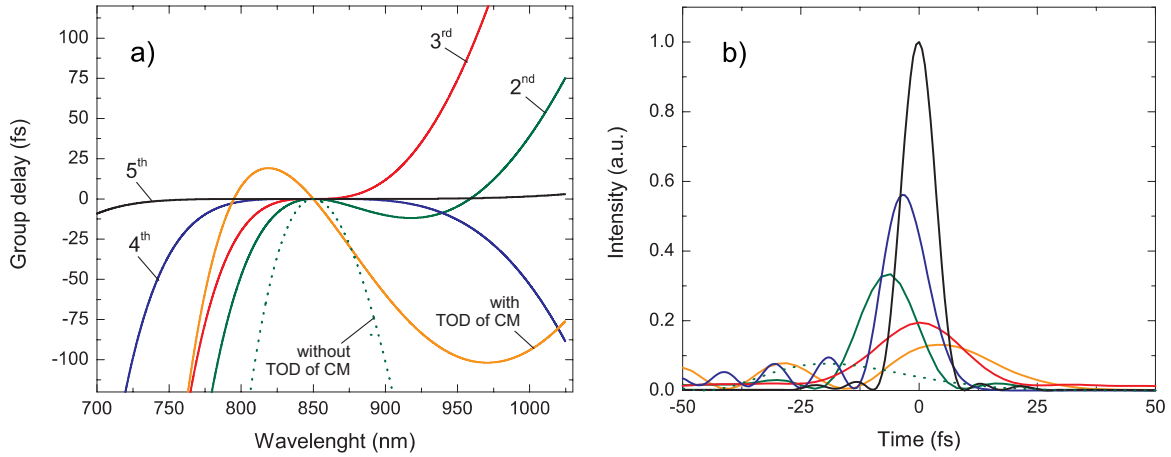 a)
3rd
2nd
5th
4th
with
TOD of CM
without
TOD of CM
100
75
50
25
0
-25
-50
-75
-100
Group delay (fs)
700 750 800 850 900 950 1000
Wavelenght (nm)
b)
1.0
0.8
0.6
0.4
0.2
0.0
Intensity (a.u.)
-50 -25 0 25 50
Time (fs)